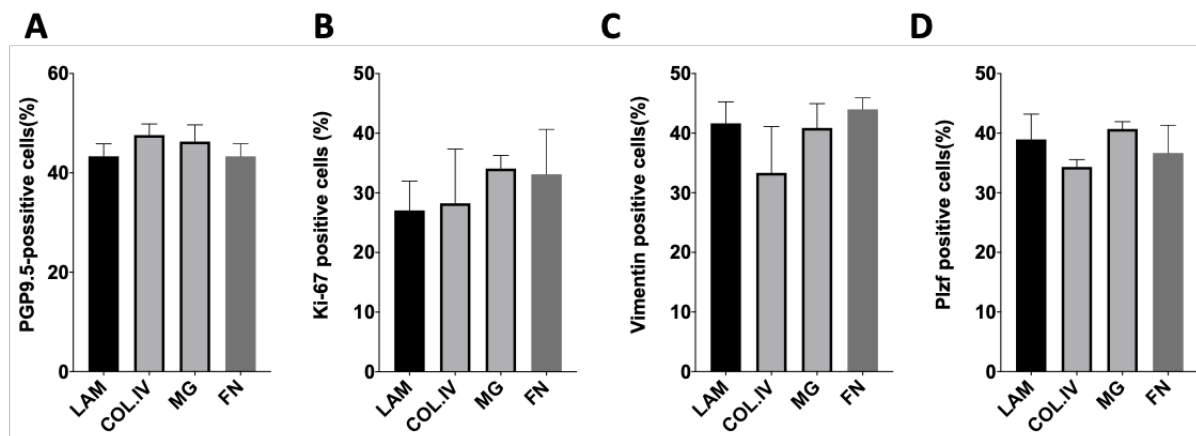 A
PGP9.5-possitive cells(%)
60
40
20
0
LAM
COL.IV
MG
FN
B
Ki-67 positive cells (%)
50
40
30
20
10
0
LAM
COL.IV
MG
FN
C
Vimentin positive cells(%)
50
40
30
20
10
0
LAM
COL.IV
MG
FN
D
Plzf positive cells(%)
50
40
30
20
10
0
LAM
COL.IV
MG
FN